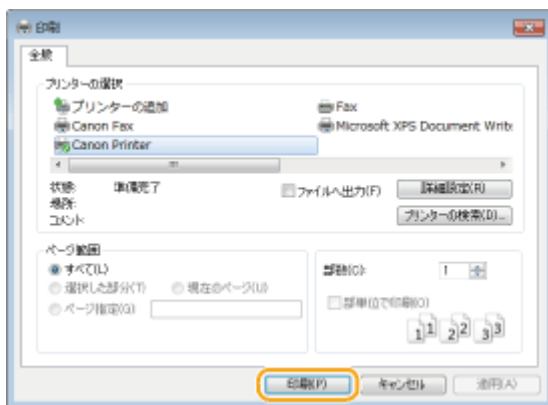 印刷
全般
プリンターの選択
プリンターの追加
Fax
Canon Fax
Microsoft XPS Document Write
Canon Printer
状態: 準備完了
場所:
コメント:
ファイルへ出力(F)
詳細設定(R)
プリンターの検索(D)...
ページ範囲
すべて(L)
選択した部分(T)
現在のページ(U)
ページ指定(G)
部数(C): 1
部単位で印刷(O)
11 22 33
印刷(P)
キャンセル
適用(A)